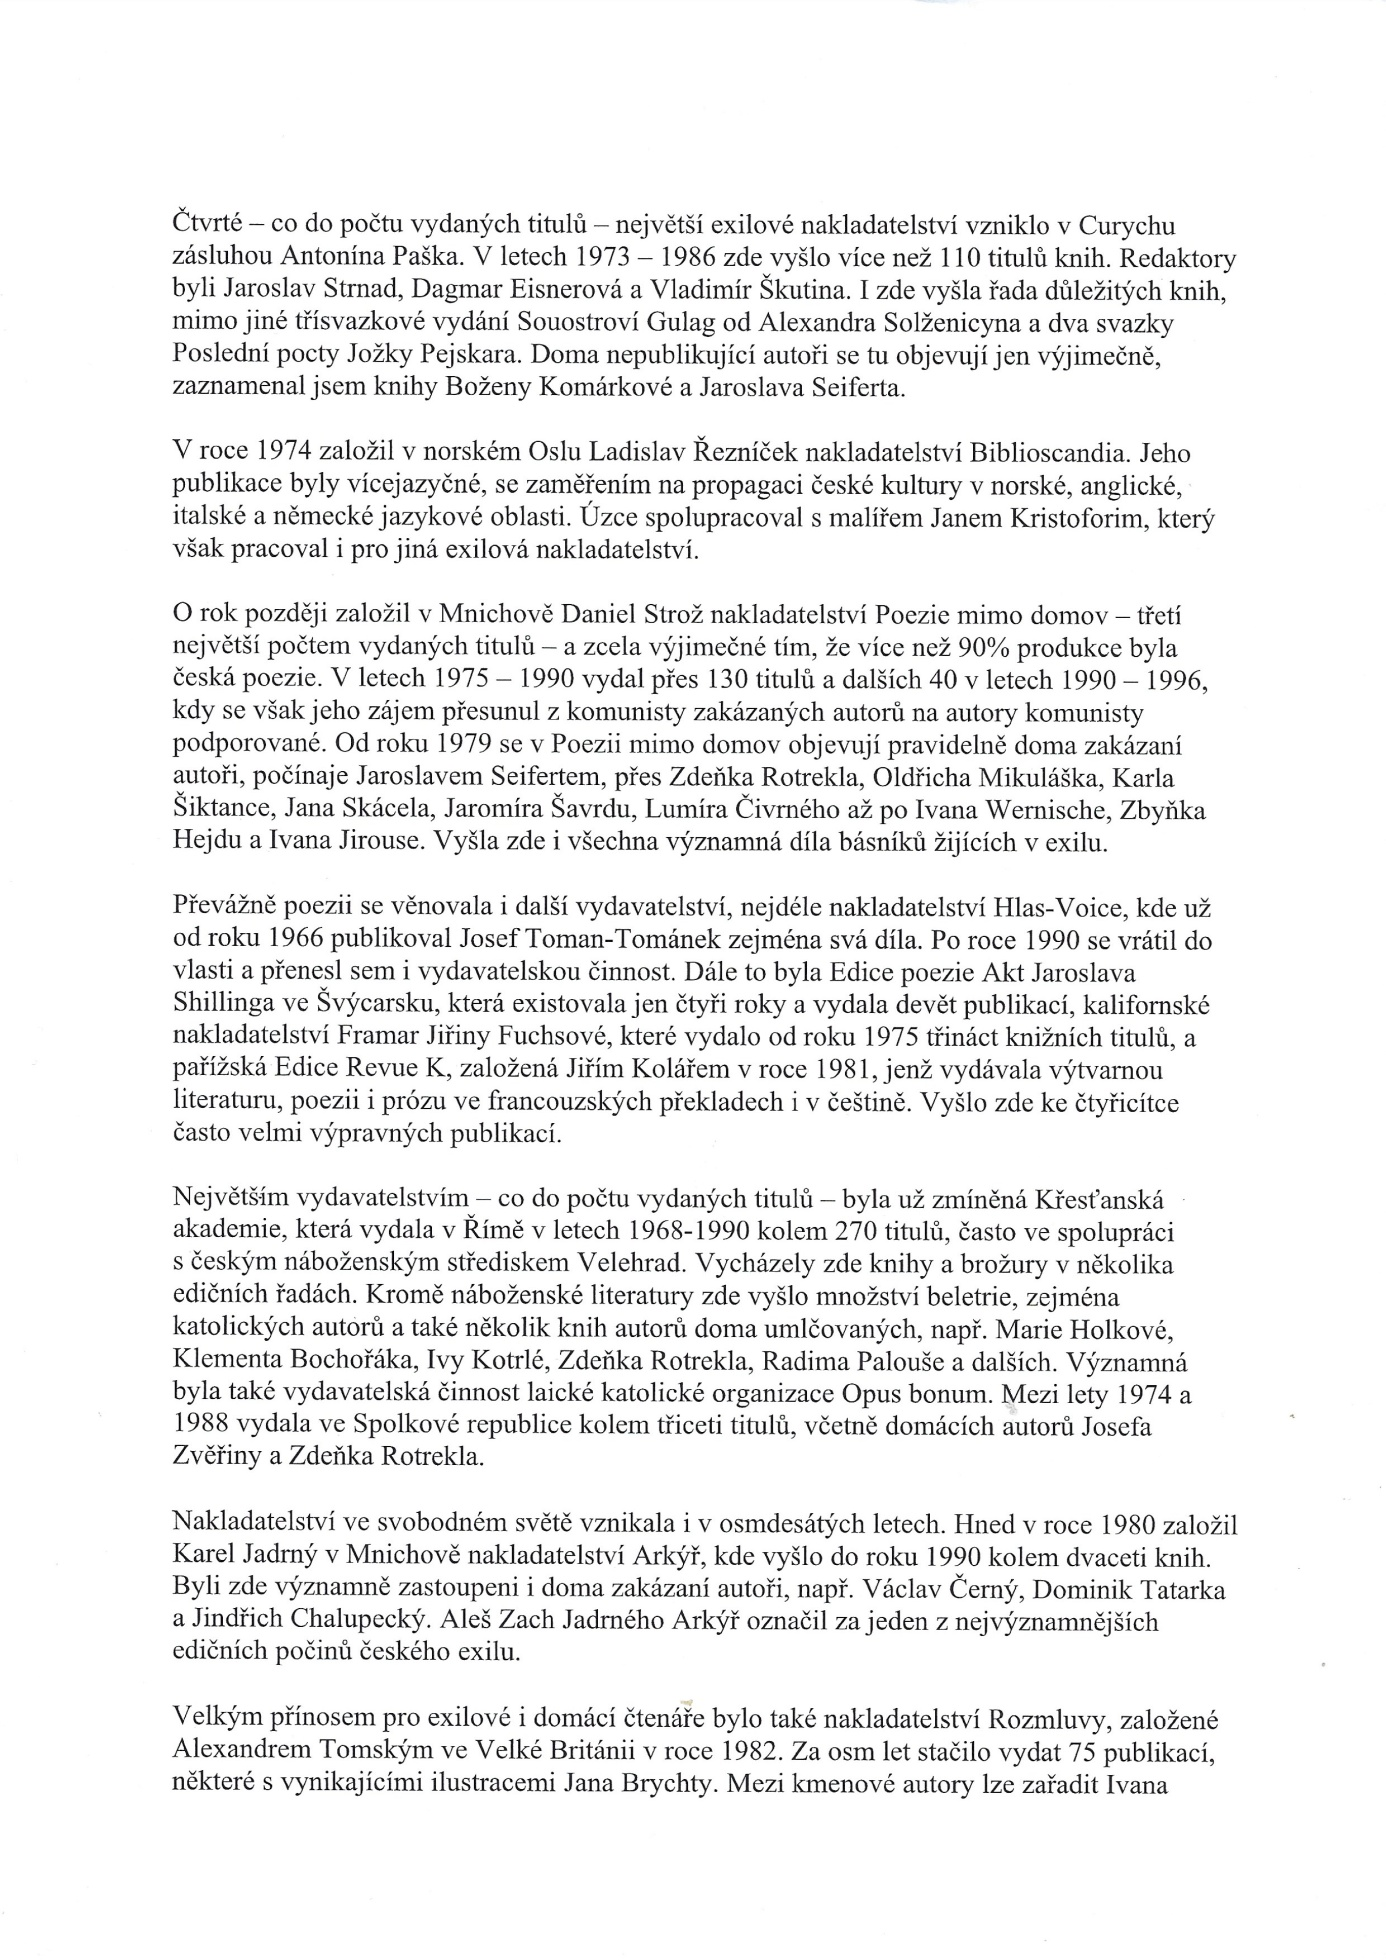 Čtvrté – co do počtu vydaných titulů – největší exilové nakladatelství vzniklo v Curychu
zásluhou Antonína Paška. V letech 1973 – 1986 zde vyšlo více než 110 titulů knih. Redaktory
byli Jaroslav Strnad, Dagmar Eisnerová a Vladimír Škutina. I zde vyšla řada důležitých knih,
mimo jiné třísvazkové vydání Souostroví Gulag od Alexandra Solženicyna a dva svazky
Poslední pocty Jožky Pejskara. Doma nepublikující autoři se tu objevují jen výjimečně,
zaznamenal jsem knihy Boženy Komárkové a Jaroslava Seiferta.
V roce 1974 založil v norském Oslu Ladislav Řezníček nakladatelství Biblioscandia. Jeho
publikace byly vícejazyčné, se zaměřením na propagaci české kultury v norské, anglické,
italské a německé jazykové oblasti. Úzce spolupracoval s malířem Janem Kristoforim, který
však pracoval i pro jiná exilová nakladatelství.
O rok později založil v Mnichově Daniel Strož nakladatelství Poezie mimo domov – třetí
největší počtem vydaných titulů – a zcela výjimečné tím, že více než 90% produkce byla
česká poezie. V letech 1975 – 1990 vydal přes 130 titulů a dalších 40 v letech 1990 – 1996,
kdy se však jeho zájem přesunul z komunisty zakázaných autorů na autory komunisty
podporované. Od roku 1979 se v Poezii mimo domov objevují pravidelně doma zakázaní
autoři, počínaje Jaroslavem Seifertem, přes Zdeňka Rotrekla, Oldřicha Mikuláška, Karla
Šiktance, Jana Skácela, Jaromíra Šavrdu, Lumíra Čivrného až po Ivana Wernische, Zbyňka
Hejdu a Ivana Jirouse. Vyšla zde i všechna významná díla básníků žijících v exilu.
Převážně poezii se věnovala i další vydavatelství, nejdéle nakladatelství Hlas-Voice, kde už
od roku 1966 publikoval Josef Toman-Tománek zejména svá díla. Po roce 1990 se vrátil do
vlasti a přenesl sem i vydavatelskou činnost. Dále to byla Edice poezie Akt Jaroslava
Shillinga ve Švýcarsku, která existovala jen čtyři roky a vydala devět publikací, kalifornské
nakladatelství Framar Jiřiny Fuchsové, které vydalo od roku 1975 třináct knižních titulů, a
pařížská Edice Revue K, založená Jiřím Kolářem v roce 1981, jenž vydávala výtvarnou
literaturu, poezii i prózu ve francouzských překladech i v češtině. Vyšlo zde ke čtyřicítce
často velmi výpravných publikací.
Největším vydavatelstvím – co do počtu vydaných titulů – byla už zmíněná Křesťanská
akademie, která vydala v Římě v letech 1968-1990 kolem 270 titulů, často ve spolupráci
s českým náboženským střediskem Velehrad. Vycházely zde knihy a brožury v několika
edičních řadách. Kromě náboženské literatury zde vyšlo množství beletrie, zejména
katolických autorů a také několik knih autorů doma umlčovaných, např. Marie Holkové,
Klementa Bochořáka, Ivy Kotrlé, Zdeňka Rotrekla, Radima Palouše a dalších. Významná
byla také vydavatelská činnost laické katolické organizace Opus bonum. Mezi lety 1974 a
1988 vydala ve Spolkové republice kolem třiceti titulů, včetně domácích autorů Josefa
Zvěřiny a Zdeňka Rotrekla.
Nakladatelství ve svobodném světě vznikala i v osmdesátých letech. Hned v roce 1980 založil
Karel Jadrný v Mnichově nakladatelství Arkýř, kde vyšlo do roku 1990 kolem dvaceti knih.
Byli zde významně zastoupeni i doma zakázaní autoři, např. Václav Černý, Dominik Tatarka
a Jindřich Chalupecký. Aleš Zach Jadrného Arkýř označil za jeden z nejvýznamnějších
edičních počinů českého exilu.
Velkým přínosem pro exilové i domácí čtenáře bylo také nakladatelství Rozmluvy, založené
Alexandrem Tomským ve Velké Británii v roce 1982. Za osm let stačilo vydat 75 publikací,
některé s vynikajícími ilustracemi Jana Brychty. Mezi kmenové autory lze zařadit Ivana